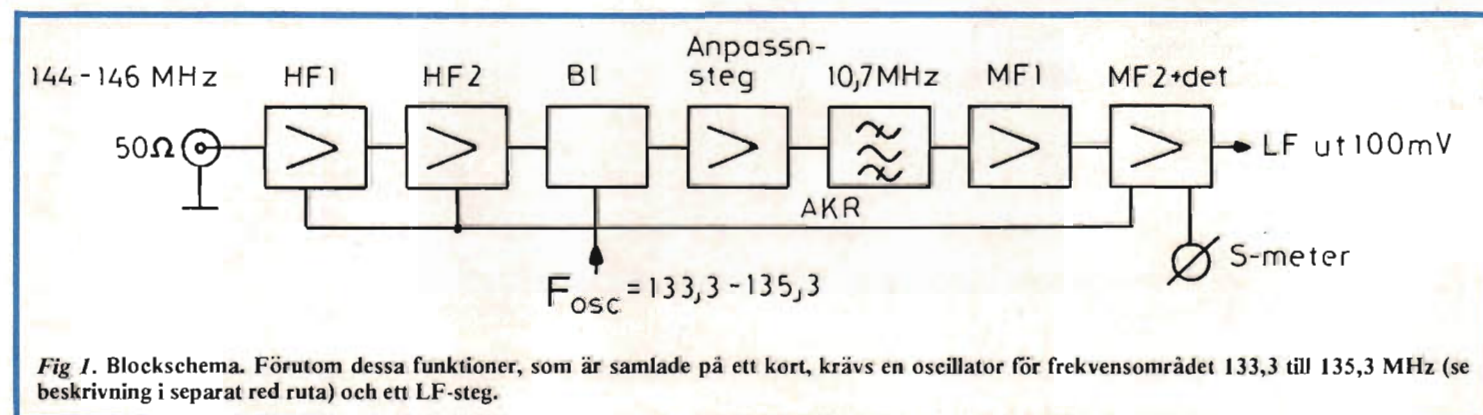 Anpassn-
144-146 MHz HF1 HF2 BI steg 10,7MHz MF1 MF2+det
50Ω LF ut 100mV
AKR
S-meter
Fosc = 133,3-135,3
Fig 1. Blockschema. Förutom dessa funktioner, som är samlade på ett kort, krävs en oscillator för frekvensområdet 133,3 till 135,3 MHz (se
beskrivning i separat red ruta) och ett LF-steg.